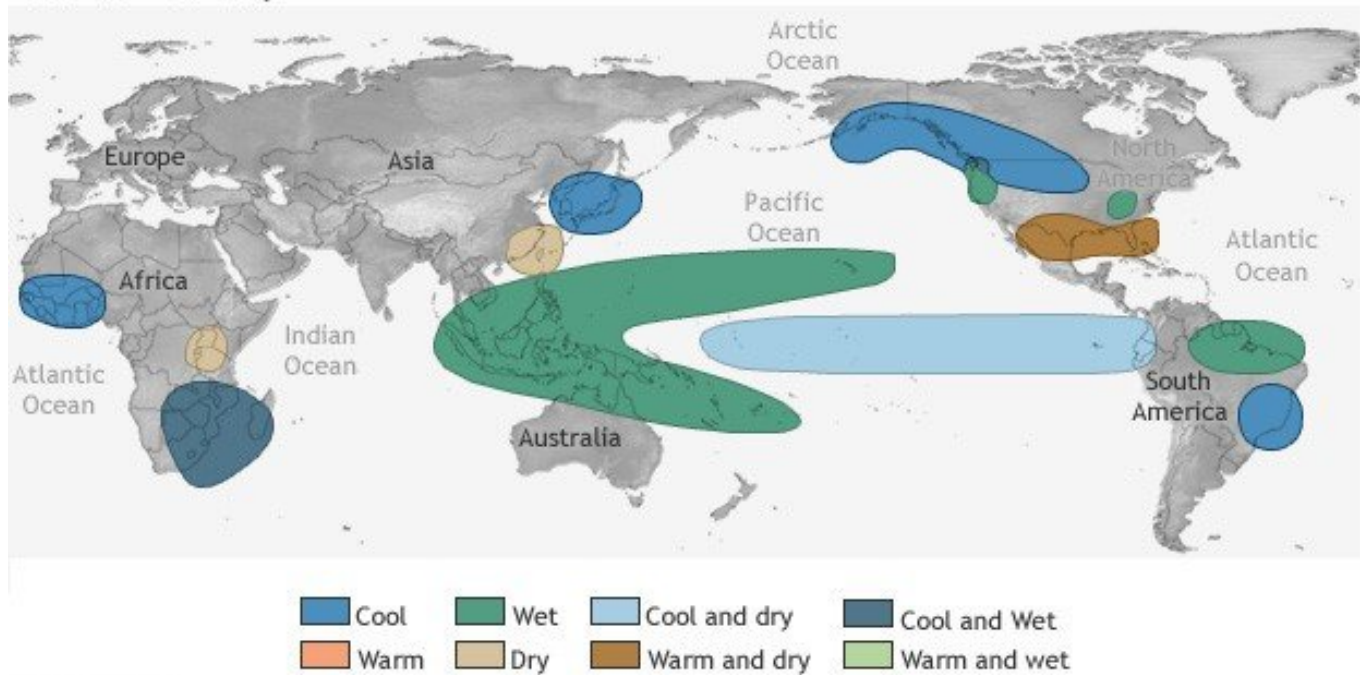 Arctic
Ocean
Europe
Asia
North
America
Pacific
Ocean
Atlantic
Ocean
Africa
Indian
Ocean
Atlantic
Ocean
South
America
Australia
Cool
Wet
Cool and dry
Cool and Wet
Warm
Dry
Warm and dry
Warm and wet